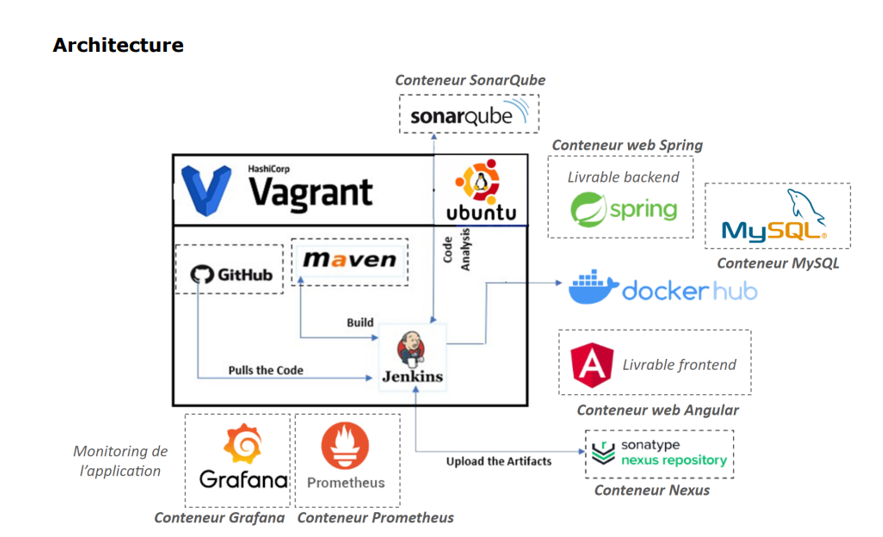 Architecture
Conteneur SonarQube
sonarqube
Conteneur web Spring
Livrable backend
spring
HashiCorp
Vagrant
ubuntu
MySQL®
Conteneur MySQL
GitHub
maven
Code
Analysis
dockerhub
Build
Jenkins
Pulls the Code
Livrable frontend
Conteneur web Angular
Monitoring de
l'application
Grafana
Prometheus
Upload the Artifacts
sonatype
nexus repository
Conteneur Nexus
Conteneur Grafana
Conteneur Prometheus